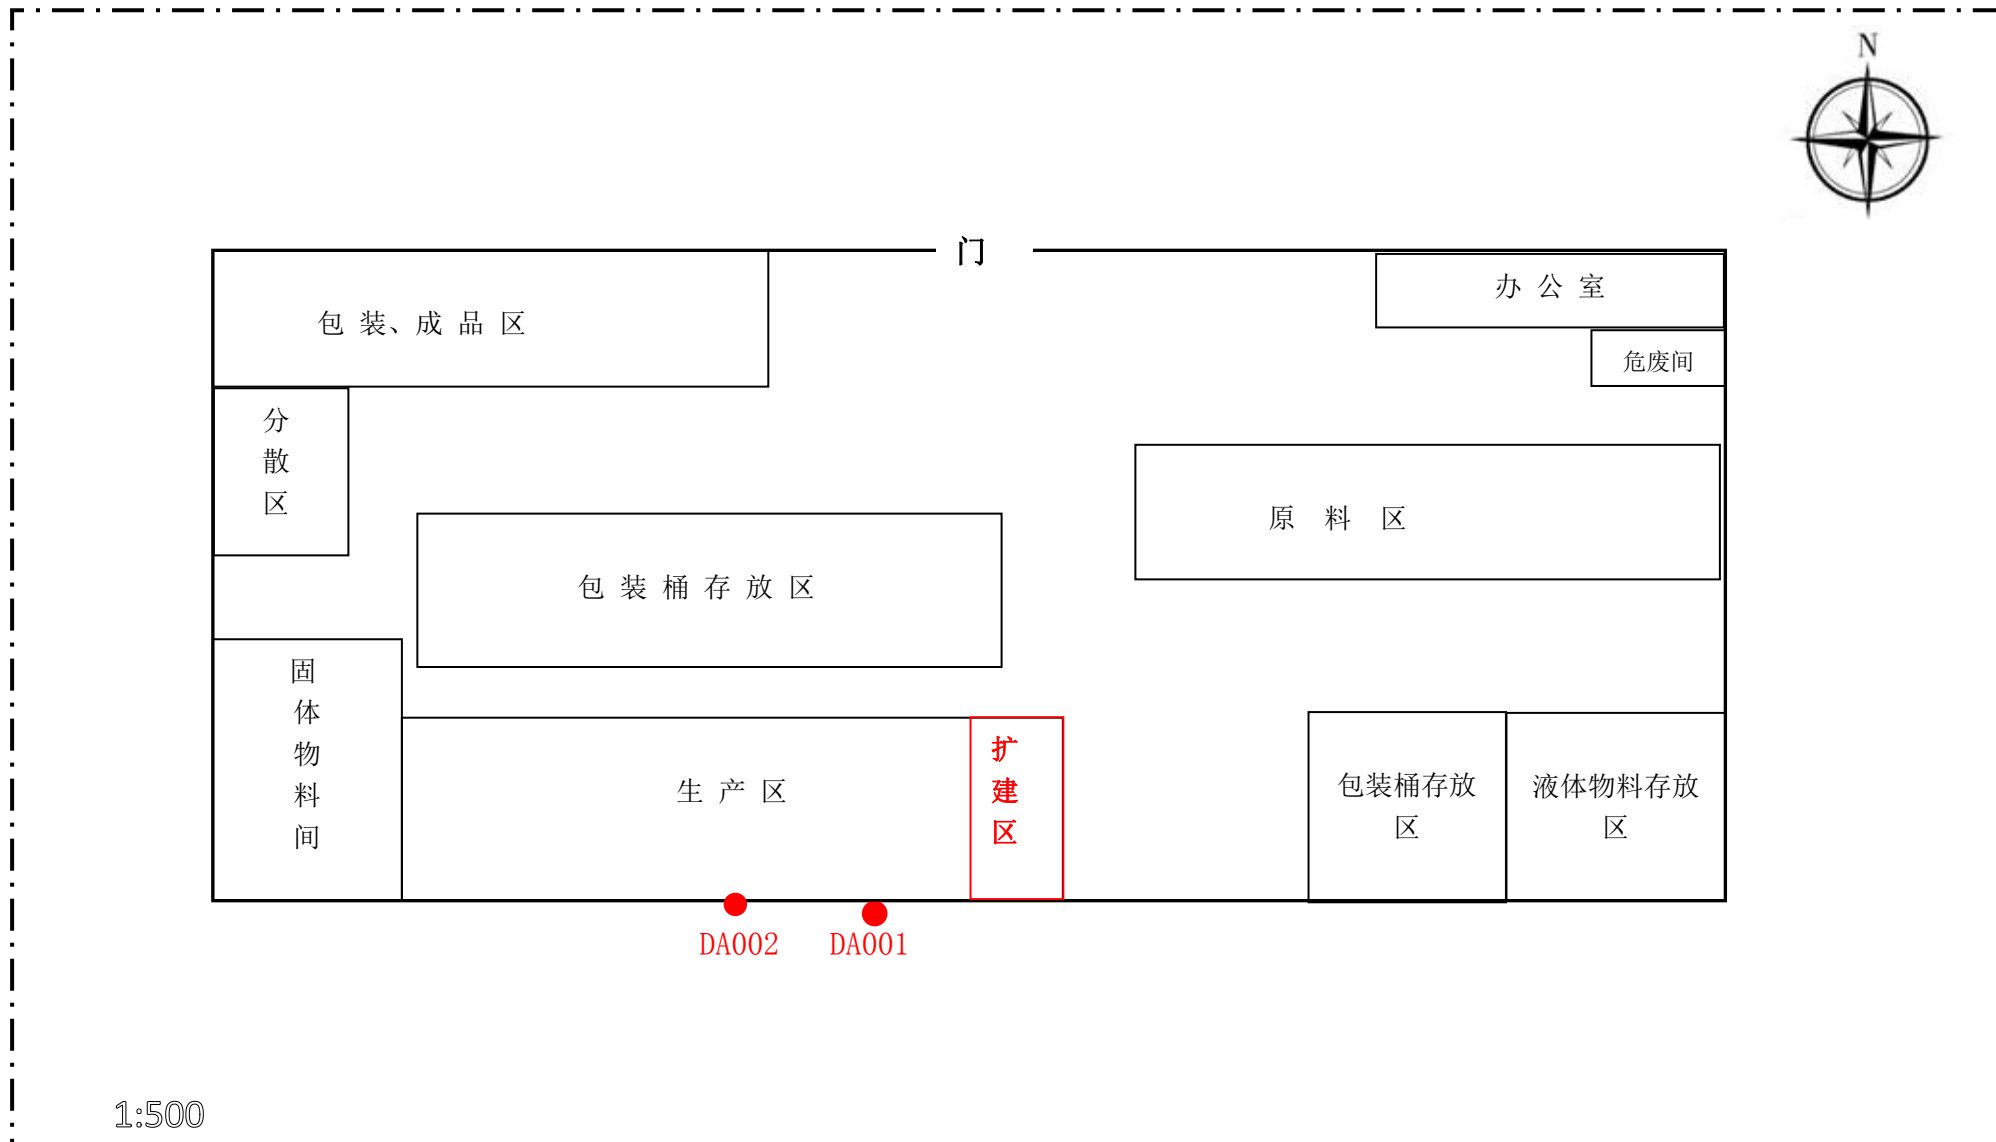 N
门
办 公 室
包 装、成 品 区
危废间
分
散
区
原 料 区
包 装 桶 存 放 区
固
体
物
料
间
生 产 区
扩
建
区
包装桶存放
区
液体物料存放
区
DA002
DA001
1:500